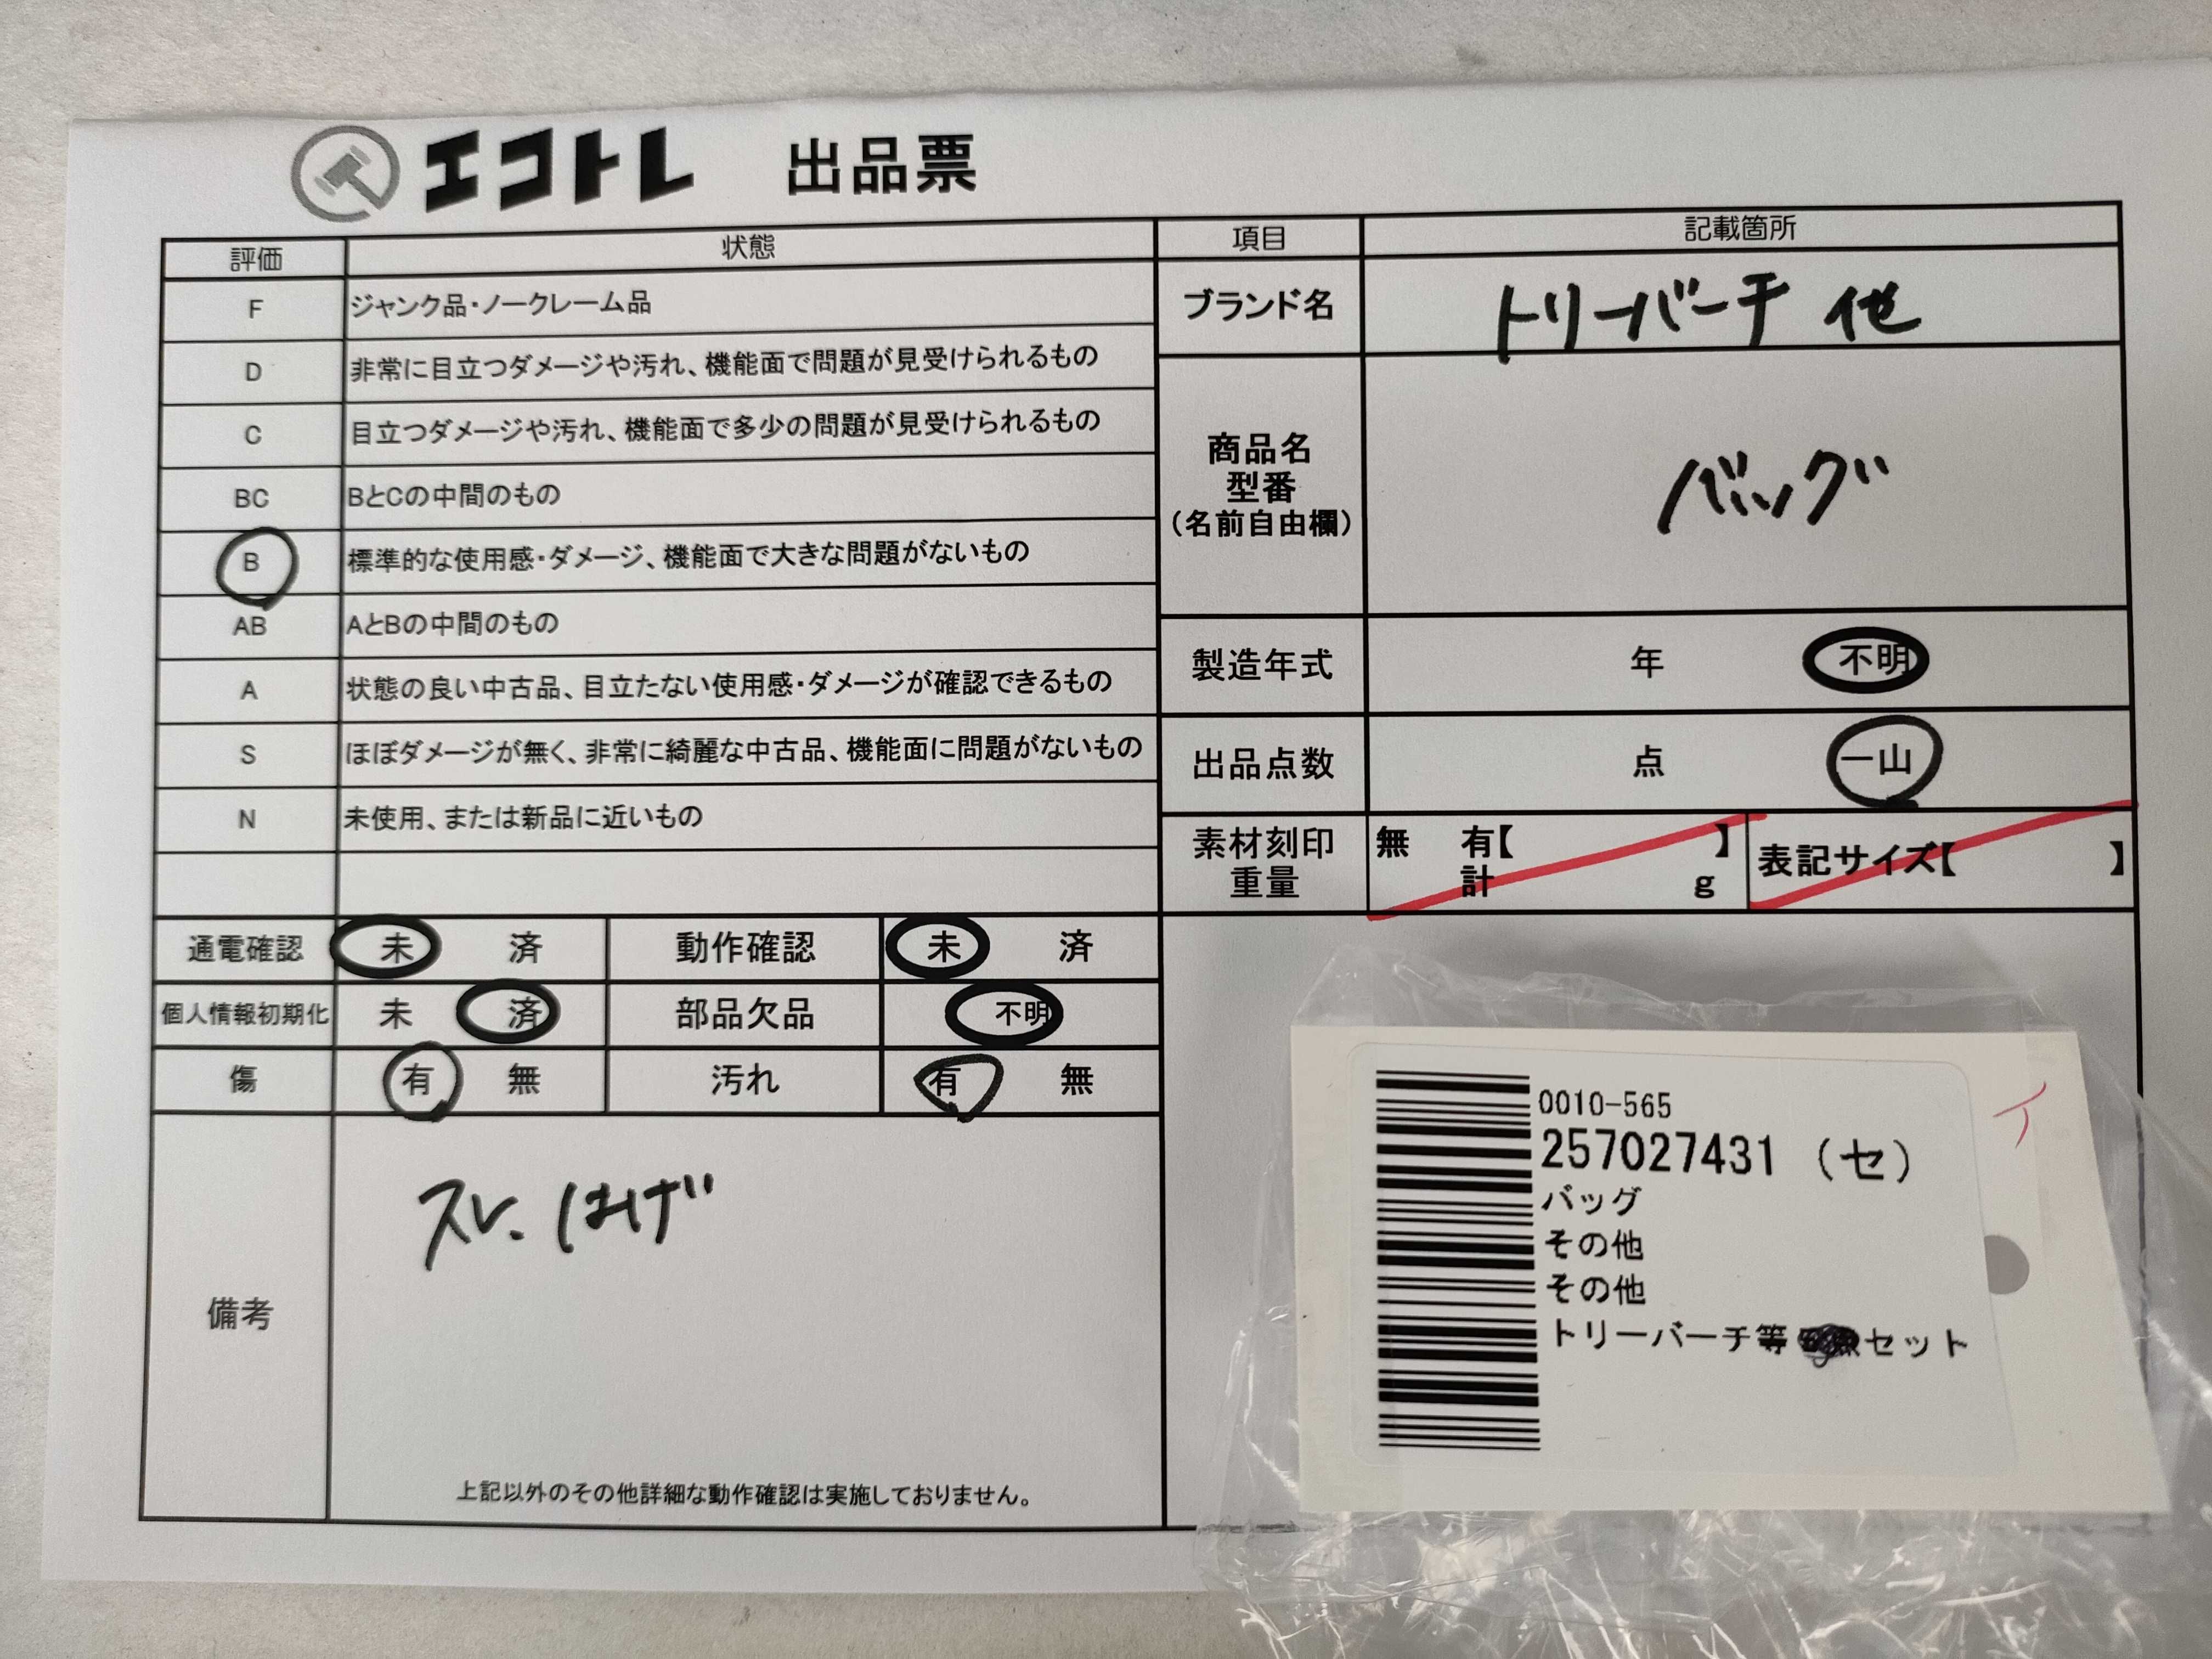 エコトレ 出品票
評価 状態
F ジャンク品・ノークレーム品
D 非常に目立つダメージや汚れ、機能面で問題が見受けられるもの
C 目立つダメージや汚れ、機能面で多少の問題が見受けられるもの
BC BとCの中間のもの
B 標準的な使用感・ダメージ、機能面で大きな問題がないもの
AB AとBの中間のもの
A 状態の良い中古品、目立たない使用感・ダメージが確認できるもの
S ほぼダメージが無く、非常に綺麗な中古品、機能面に問題がないもの
N 未使用、または新品に近いもの
項目 記載箇所
ブランド名 トリーバーチ 他
商品名
型番
(名前自由欄)
バッグ
製造年式 年 不明
出品点数 点 一山
素材刻印
重量
無 有【 】
計 g
表記サイズ【 】
通電確認 未 済 動作確認 未 済
個人情報初期化 未 済 部品欠品 不明
傷 有 無 汚れ 有 無
備考
スレ、はげ
上記以外のその他詳細な動作確認は実施しておりません。
0010-565
257027431 (セ)
バッグ
その他
その他
トリーバーチ等 セット
イ